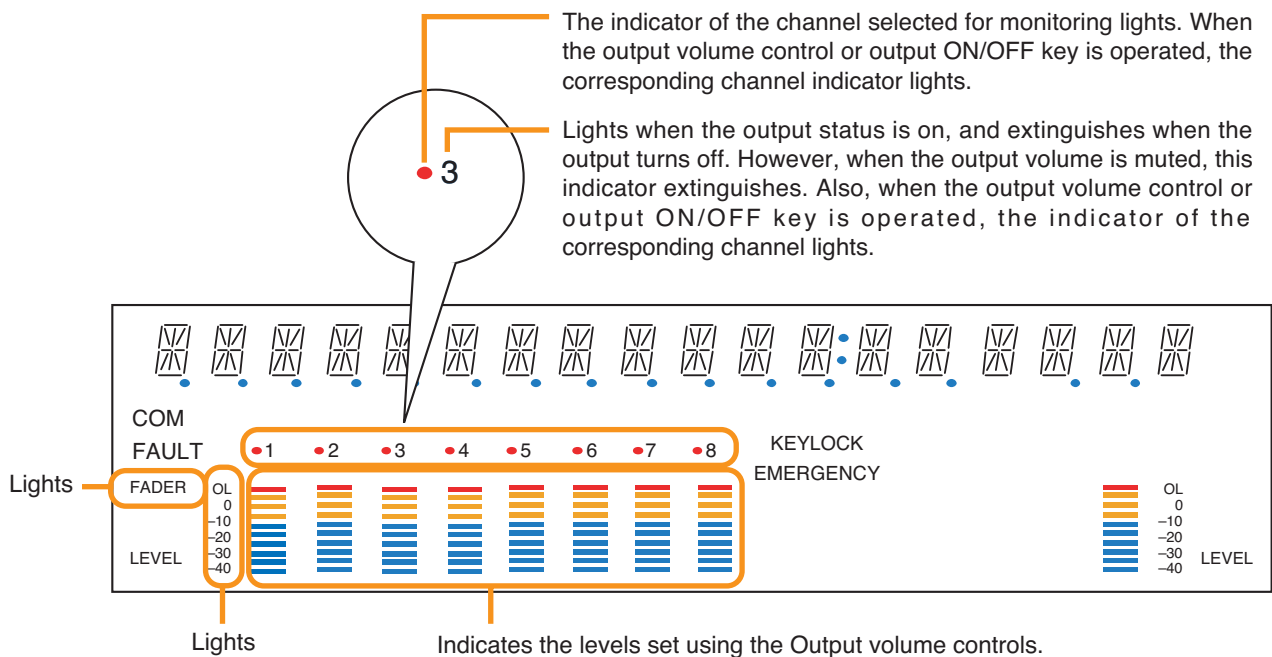 The indicator of the channel selected for monitoring lights. When
the output volume control or output ON/OFF key is operated, the
corresponding channel indicator lights.
Lights when the output status is on, and extinguishes when the
output turns off. However, when the output volume is muted, this
indicator extinguishes. Also, when the output volume control or
output ON/OFF key is operated, the indicator of the
corresponding channel lights.
3
COM
FAULT
1 2 3 4 5 6 7 8
KEYLOCK
EMERGENCY
Lights
FADER
OL
0
–10
–20
–30
–40
LEVEL
OL
0
–10
–20
–30
–40
LEVEL
Lights
Indicates the levels set using the Output volume controls.